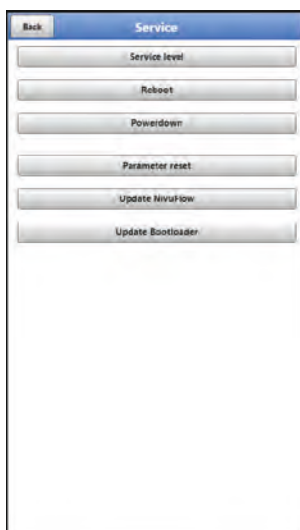 Back
Service
Service level
Reboot
Powerdown
Parameter reset
Update NivuFlow
Update Bootloader